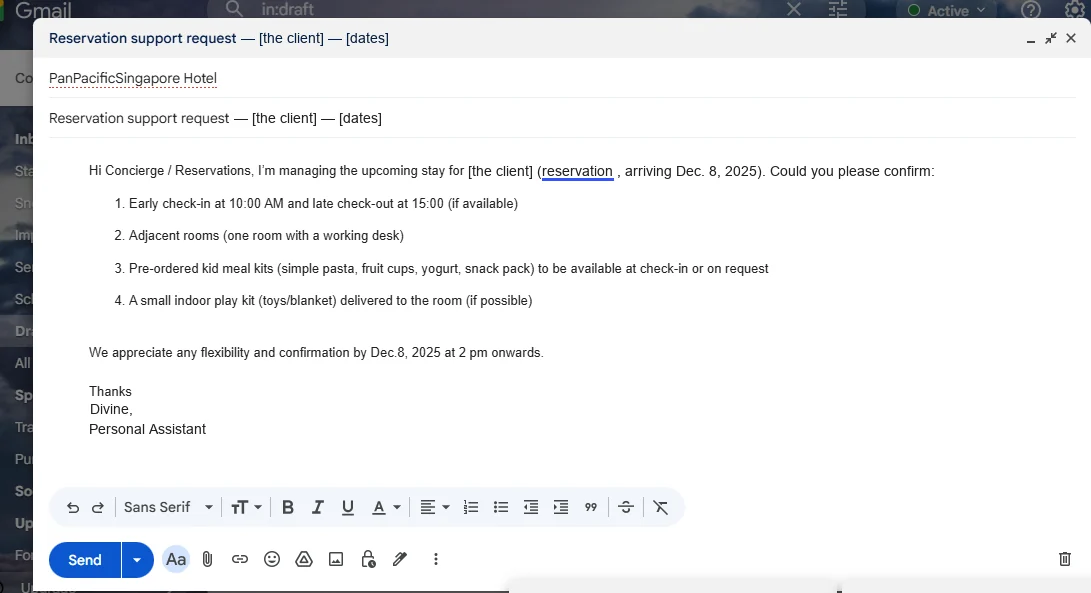 Gmail
in:draft
Active
Reservation support request — [the client] — [dates]
PanPacificSingapore Hotel
Reservation support request — [the client] — [dates]
Hi Concierge / Reservations, I'm managing the upcoming stay for [the client] (reservation , arriving Dec. 8, 2025). Could you please confirm:
1. Early check-in at 10:00 AM and late check-out at 15:00 (if available)
2. Adjacent rooms (one room with a working desk)
3. Pre-ordered kid meal kits (simple pasta, fruit cups, yogurt, snack pack) to be available at check-in or on request
4. A small indoor play kit (toys/blanket) delivered to the room (if possible)
We appreciate any flexibility and confirmation by Dec.8, 2025 at 2 pm onwards.
Thanks
Divine,
Personal Assistant
Sans Serif
Send
All